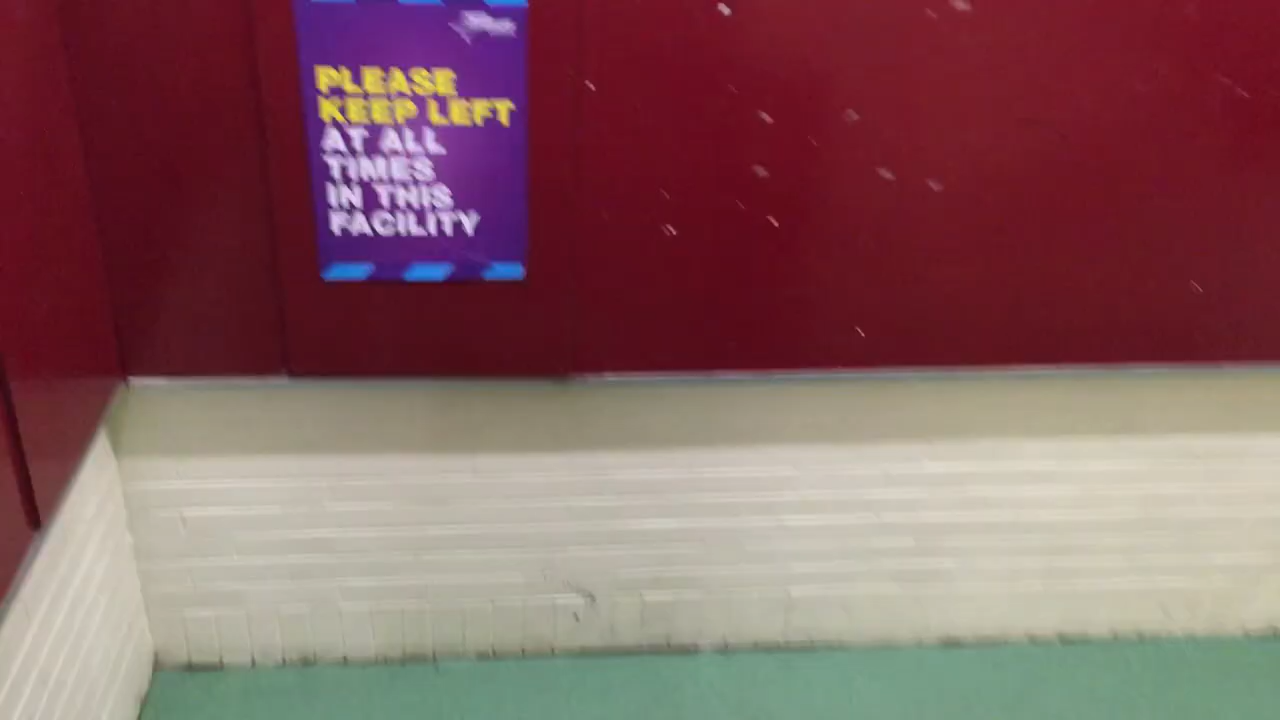 PLEASE
KEEP LEFT
AT ALL
TIMES
IN THIS
FACILITY